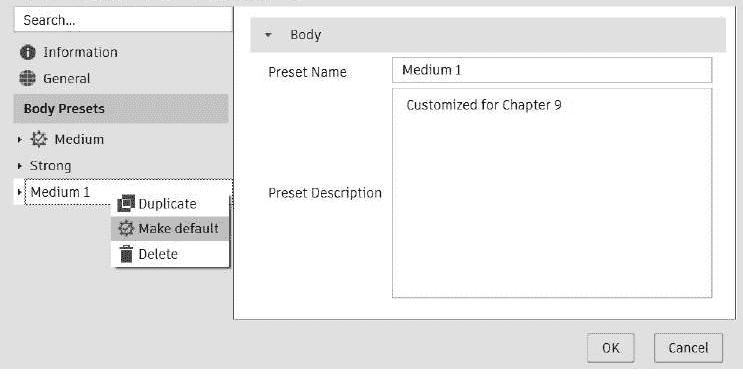 Search...
Information
General
Body Presets
Medium
Strong
Medium 1
Duplicate
Make default
Delete
Body
Preset Name
Medium 1
Customized for Chapter 9
Preset Description
OK
Cancel